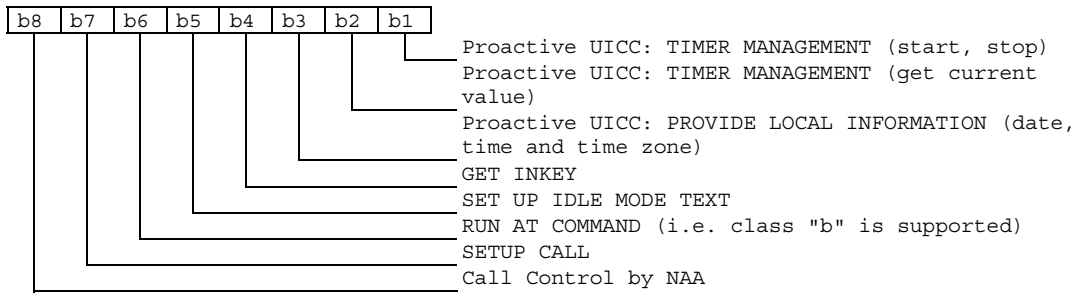 b8 b7 b6 b5 b4 b3 b2 b1
Proactive UICC: TIMER MANAGEMENT (start, stop)
Proactive UICC: TIMER MANAGEMENT (get current
value)
Proactive UICC: PROVIDE LOCAL INFORMATION (date,
time and time zone)
GET INKEY
SET UP IDLE MODE TEXT
RUN AT COMMAND (i.e. class "b" is supported)
SETUP CALL
Call Control by NAA